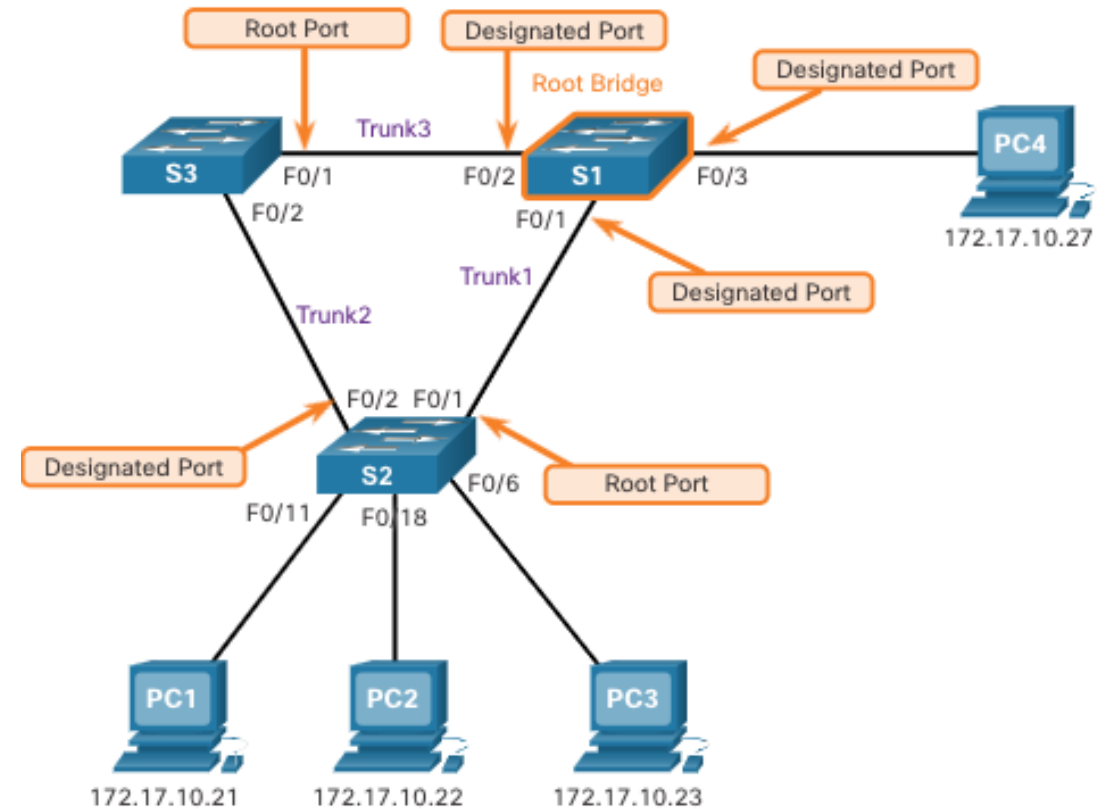 Root Port
Designated Port
Root Bridge
Designated Port
Trunk3
PC4
S3
F0/1
F0/2
S1
F0/3
F0/2
F0/1
172.17.10.27
Trunk1
Designated Port
Trunk2
F0/2
F0/1
Designated Port
S2
F0/6
Root Port
F0/11
F0/18
PC1
PC2
PC3
172.17.10.21
172.17.10.22
172.17.10.23